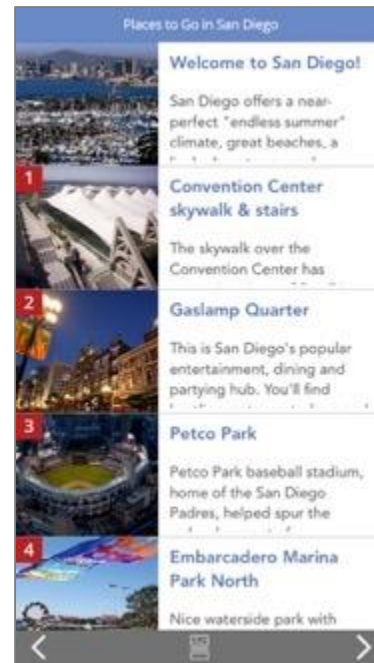 Places to Go in San Diego
Welcome to San Diego!
San Diego offers a near-
perfect "endless summer"
climate, great beaches, a
1
Convention Center
skywalk & stairs
The skywalk over the
Convention Center has
2
Gaslamp Quarter
This is San Diego's popular
entertainment, dining and
partying hub. You'll find
3
Petco Park
Petco Park baseball stadium,
home of the San Diego
Padres, helped spur the
4
Embarcadero Marina
Park North
Nice waterside park with